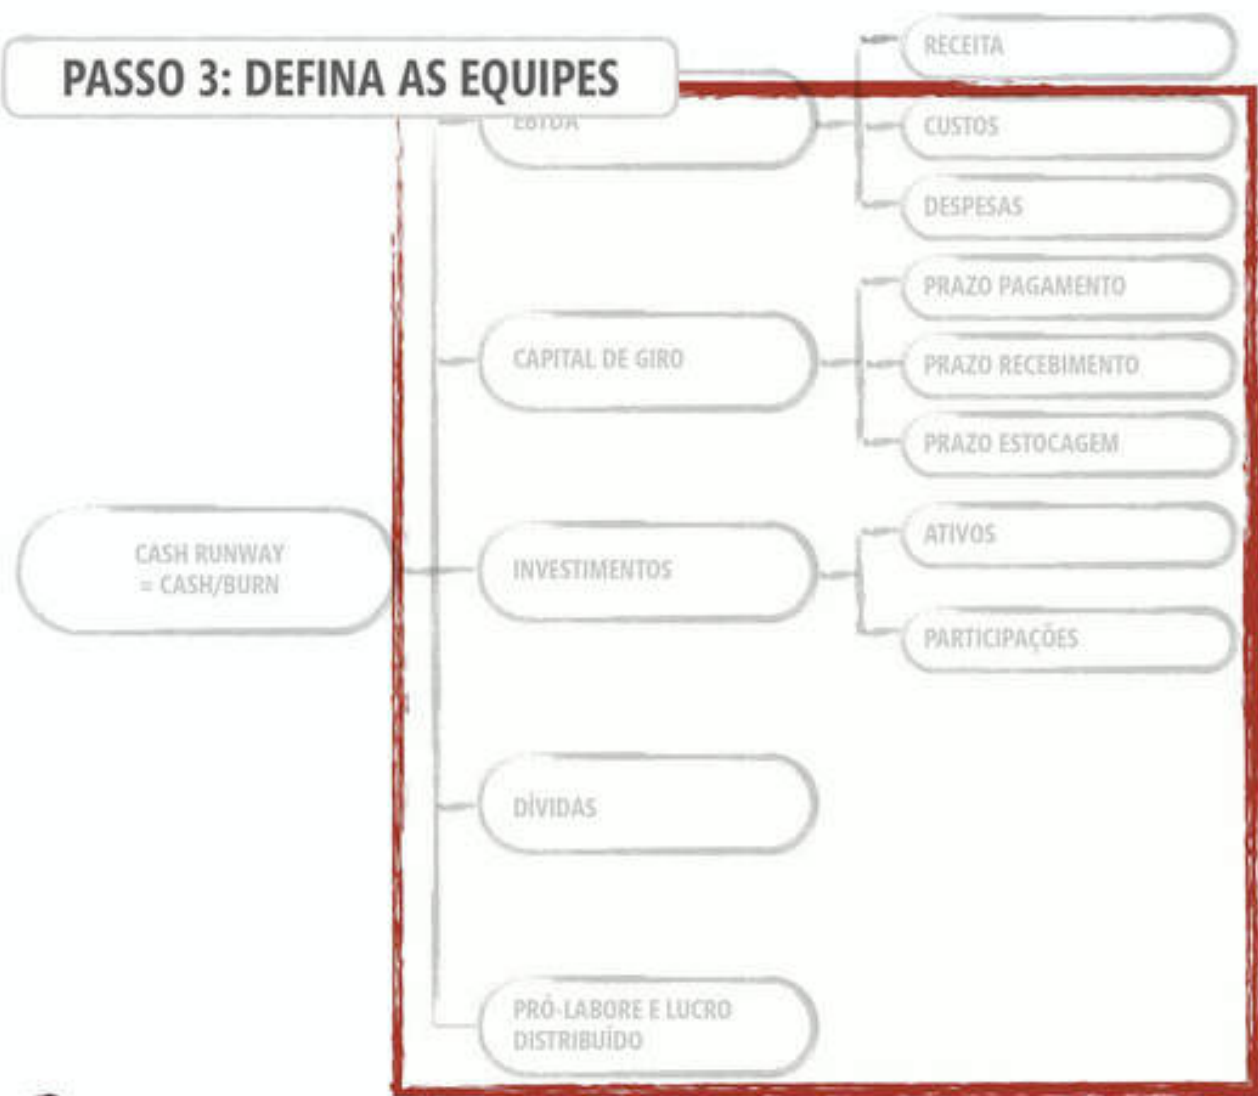 PASSO 3: DEFINA AS EQUIPES
EBTDA
RECEITA
CUSTOS
DESPESAS
CAPITAL DE GIRO
PRAZO PAGAMENTO
PRAZO RECEBIMENTO
PRAZO ESTOCAGEM
CASH RUNWAY
= CASH/BURN
INVESTIMENTOS
ATIVOS
PARTICIPAÇÕES
DÍVIDAS
PRÓ-LABORE E LUCRO
DISTRIBUÍDO